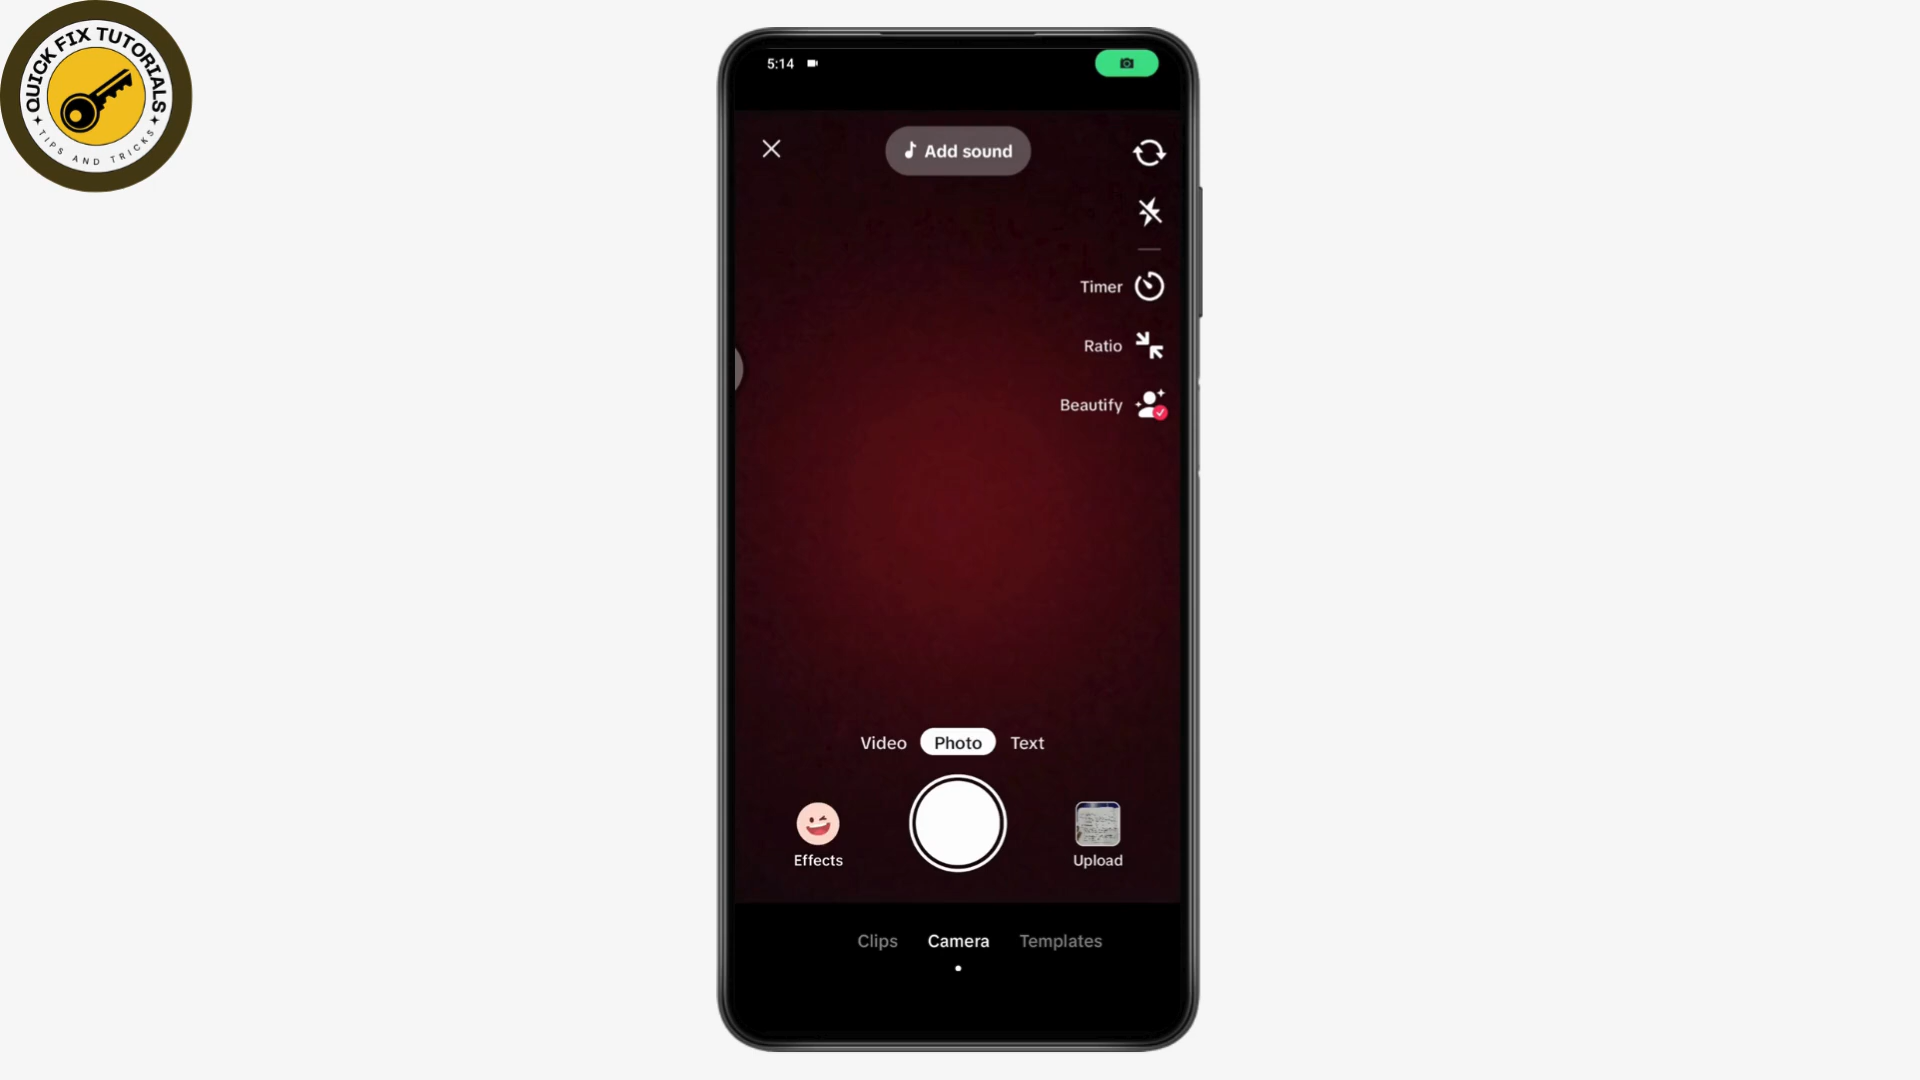 QUICK FIX TUTORIALS
TIPS AND TRICKS
5:14
Add sound
Timer
Ratio
Beautify
Video Photo Text
Effects
Upload
Clips Camera Templates